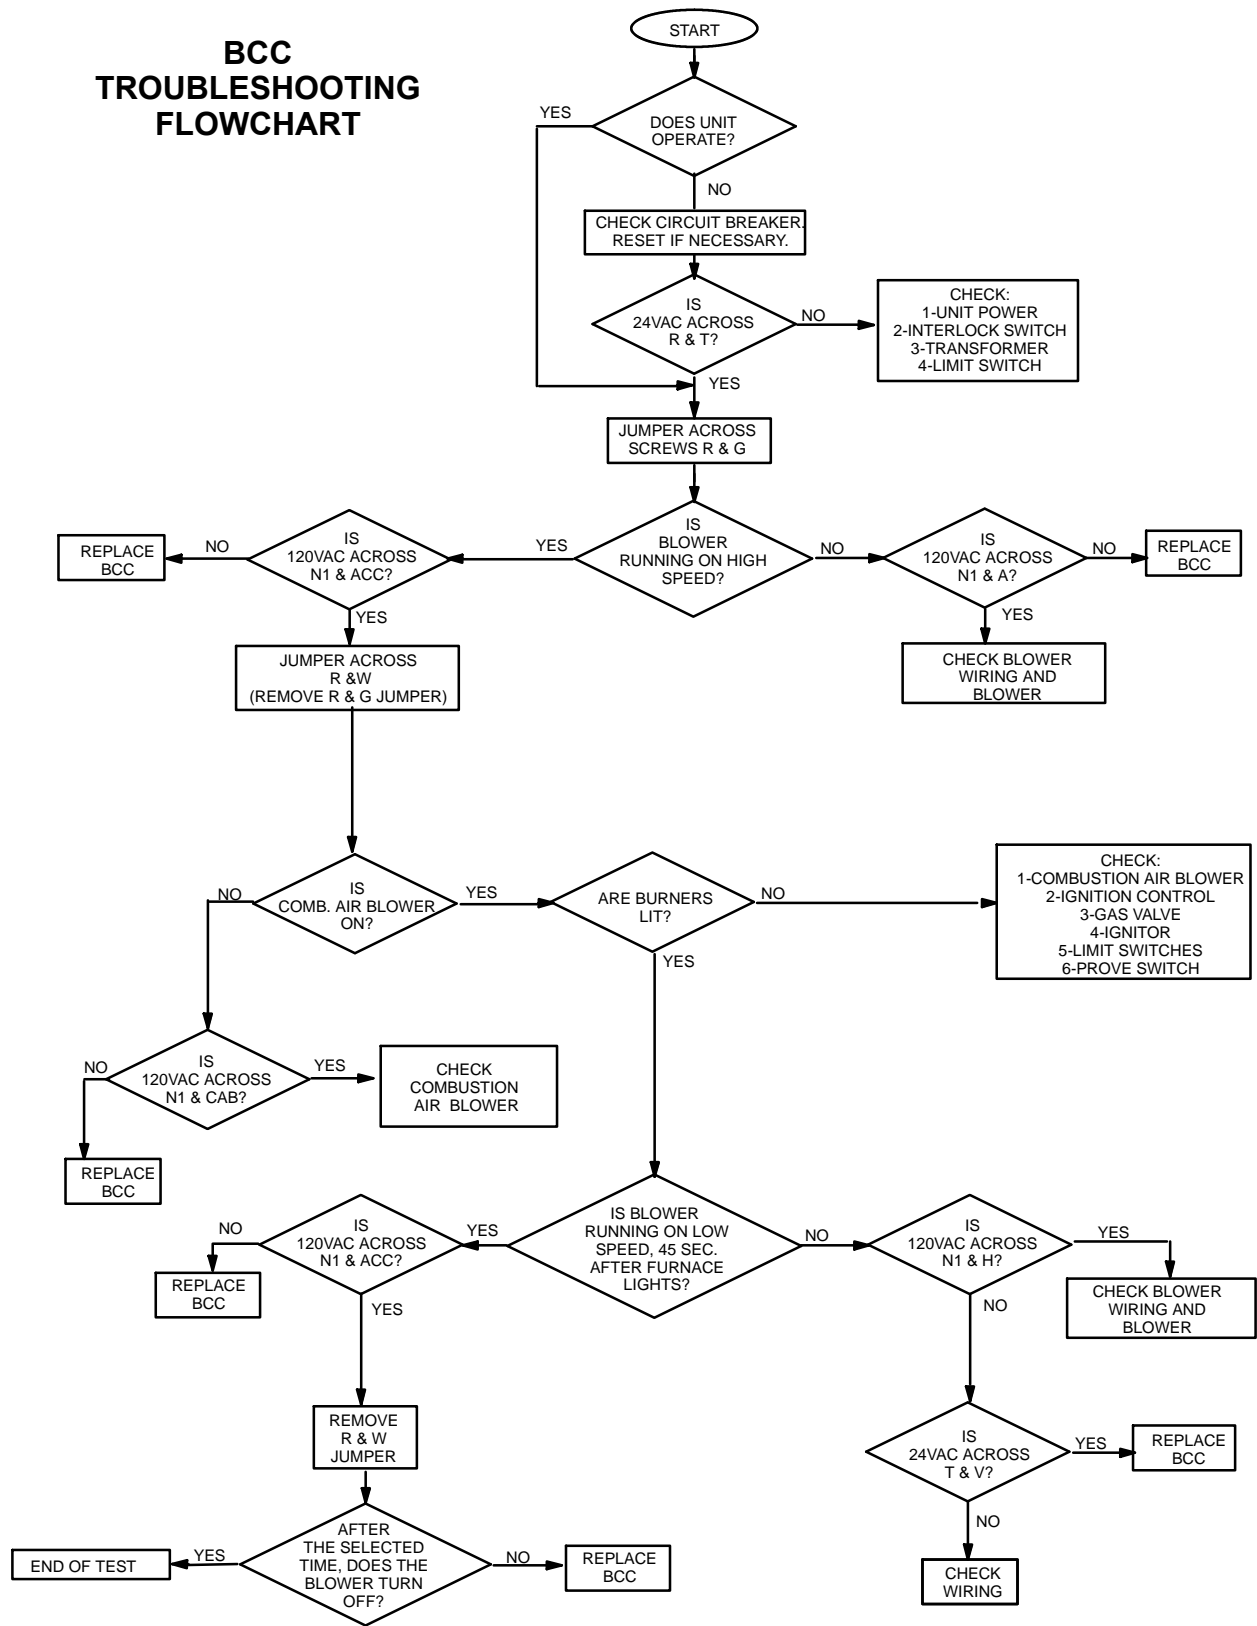 BCC
TROUBLESHOOTING
FLOWCHART
START
YES
DOES UNIT
OPERATE?
NO
CHECK CIRCUIT BREAKER.
RESET IF NECESSARY.
IS
24VAC ACROSS
R & T?
NO
CHECK:
1-UNIT POWER
2-INTERLOCK SWITCH
3-TRANSFORMER
4-LIMIT SWITCH
YES
JUMPER ACROSS
SCREWS R & G
REPLACE
BCC
NO
IS
120VAC ACROSS
N1 & ACC?
YES
IS
BLOWER
RUNNING ON HIGH
SPEED?
NO
IS
120VAC ACROSS
N1 & A?
NO
REPLACE
BCC
YES
YES
JUMPER ACROSS
R &W
(REMOVE R & G JUMPER)
CHECK BLOWER
WIRING AND
BLOWER
NO
IS
COMB. AIR BLOWER
ON?
YES
ARE BURNERS
LIT?
NO
CHECK:
1-COMBUSTION AIR BLOWER
2-IGNITION CONTROL
3-GAS VALVE
4-IGNITOR
5-LIMIT SWITCHES
6-PROVE SWITCH
YES
NO
IS
120VAC ACROSS
N1 & CAB?
YES
CHECK
COMBUSTION
AIR BLOWER
REPLACE
BCC
NO
IS
120VAC ACROSS
N1 & ACC?
YES
IS BLOWER
RUNNING ON LOW
SPEED, 45 SEC.
AFTER FURNACE
LIGHTS?
NO
IS
120VAC ACROSS
N1 & H?
YES
REPLACE
BCC
YES
NO
CHECK BLOWER
WIRING AND
BLOWER
REMOVE
R & W
JUMPER
IS
24VAC ACROSS
T & V?
YES
REPLACE
BCC
NO
END OF TEST
YES
AFTER
THE SELECTED
TIME, DOES THE
BLOWER TURN
OFF?
NO
REPLACE
BCC
CHECK
WIRING